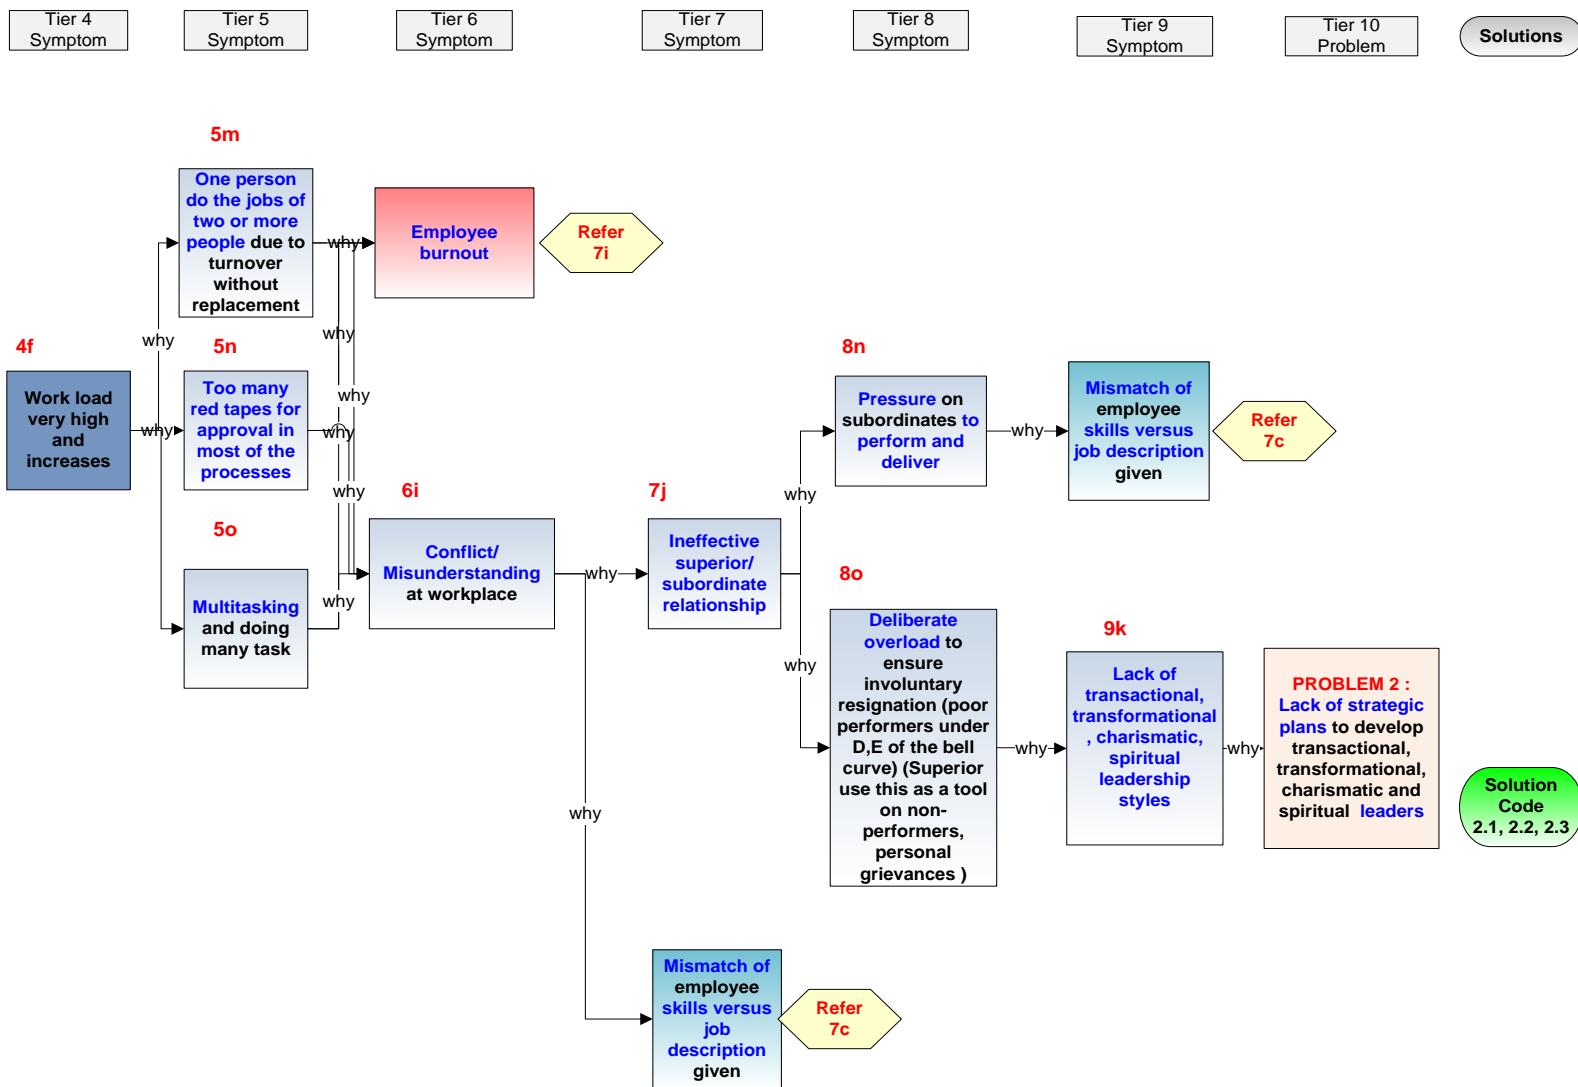 Tier 4
Symptom
Tier 5
Symptom
Tier 6
Symptom
Tier 7
Symptom
Tier 8
Symptom
Tier 9
Symptom
Tier 10
Problem
Solutions
5m
One person
do the jobs of
two or more
people due to
turnover
without
replacement
why
Employee
burnout
Refer
7i
why
why
4f
Work load
very high
and
increases
why
5n
Too many
red tapes for
approval in
most of the
processes
why
why
why
5o
Multitasking
and doing
many task
why
6i
Conflict/
Misunderstanding
at workplace
why
why
7j
Ineffective
superior/
subordinate
relationship
why
why
8n
Pressure on
subordinates to
perform and
deliver
why
Mismatch of
employee
skills versus
job description
given
Refer
7c
8o
Deliberate
overload to
ensure
involuntary
resignation (poor
performers under
D,E of the bell
curve) (Superior
use this as a tool
on non-
performers,
personal
grievances )
why
9k
Lack of
transactional,
transformational
, charismatic,
spiritual
leadership
styles
why
PROBLEM 2 :
Lack of strategic
plans to develop
transactional,
transformational,
charismatic and
spiritual leaders
Solution
Code
2.1, 2.2, 2.3
Mismatch of
employee
skills versus
job
description
given
Refer
7c